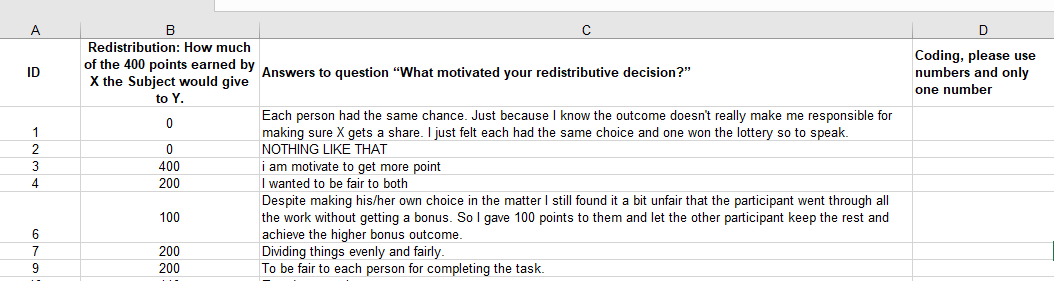 A B C D
ID
Redistribution: How much
of the 400 points earned by
X the Subject would give
to Y.
Answers to question “What motivated your redistributive decision?”
Coding, please use
numbers and only
one number
1 0 Each person had the same chance. Just because I know the outcome doesn't really make me responsible for
making sure X gets a share. I just felt each had the same choice and one won the lottery so to speak.
2 0 NOTHING LIKE THAT
3 400 i am motivate to get more point
4 200 I wanted to be fair to both
6 100 Despite making his/her own choice in the matter I still found it a bit unfair that the participant went through all
the work without getting a bonus. So I gave 100 points to them and let the other participant keep the rest and
achieve the higher bonus outcome.
7 200 Dividing things evenly and fairly.
9 200 To be fair to each person for completing the task.